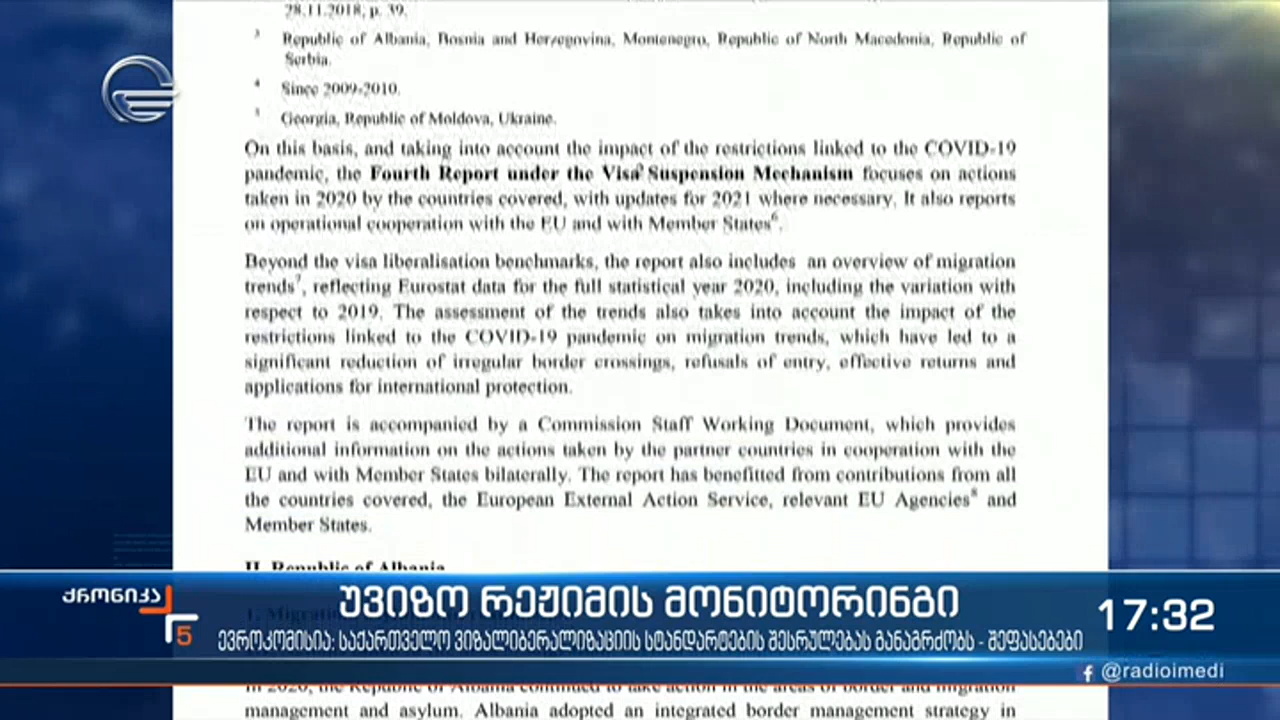 28.11.2018, p. 39.
3 Republic of Albania, Bosnia and Herzegovina, Montenegro, Republic of North Macedonia, Republic of
Serbia.
4 Since 2009-2010.
5 Georgia, Republic of Moldova, Ukraine.
On this basis, and taking into account the impact of the restrictions linked to the COVID-19
pandemic, the Fourth Report under the Visa Suspension Mechanism focuses on actions
taken in 2020 by the countries covered, with updates for 2021 where necessary. It also reports
on operational cooperation with the EU and with Member States6.
Beyond the visa liberalisation benchmarks, the report also includes an overview of migration
trends7, reflecting Eurostat data for the full statistical year 2020, including the variation with
respect to 2019. The assessment of the trends also takes into account the impact of the
restrictions linked to the COVID-19 pandemic on migration trends, which have led to a
significant reduction of irregular border crossings, refusals of entry, effective returns and
applications for international protection.
The report is accompanied by a Commission Staff Working Document, which provides
additional information on the actions taken by the partner countries in cooperation with the
EU and with Member States bilaterally. The report has benefitted from contributions from all
the countries covered, the European External Action Service, relevant EU Agencies8 and
Member States.
II. Republic of Albania
ქრონიკა
5
უვიზო რეჟიმის მონიტორინგი
17:32
ევროკომისია: საქართველო ვიზალიბერალიზაციის სტანდარტების შესრულებას განაგრძობს - შეფასებები
@radioimedi
In 2020, the Republic of Albania continued to take action in the areas of border and migration
management and asylum. Albania adopted an integrated border management strategy in